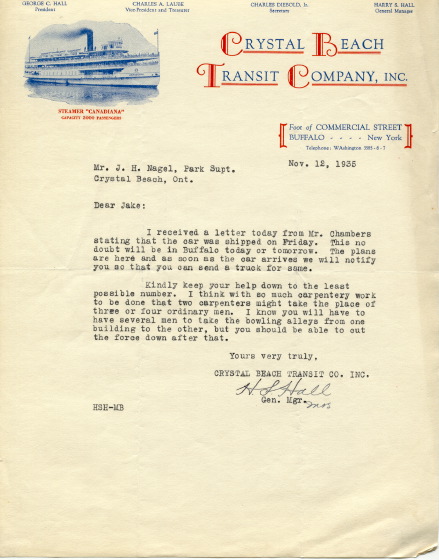 GEORGE C. HALL
President
CHARLES A. LAUBE
Vice-President and Treasurer
CHARLES DIEBOLD, Jr.
Secretary
HARRY S. HALL
General Manager
CRYSTAL BEACH
TRANSIT COMPANY, INC.
STEAMER "CANADIANA"
CAPACITY 3000 PASSENGERS
Foot of COMMERCIAL STREET
BUFFALO - - - - New York
Telephone: WAshington
Nov. 12, 1935
Mr. J. H. Nagel, Park Supt.
Crystal Beach, Ont.
Dear Jake:
I received a letter today from Mr. Chambers
stating that the car was shipped on Friday. This no
doubt will be in Buffalo today or tomorrow. The plans
are here and as soon as the car arrives we will notify
you so that you can send a truck for same.
Kindly keep your help down to the least
possible number. I think with so much carpentery work
to be done that two carpenters might take the place of
three or four ordinary men. I know you will have to
have several men to take the bowling alleys from one
building to the other, but you should be able to cut
the force down after that.
Yours very truly,
CRYSTAL BEACH TRANSIT CO. INC.
H S Hall
Gen. Mgr.
HSH-MB